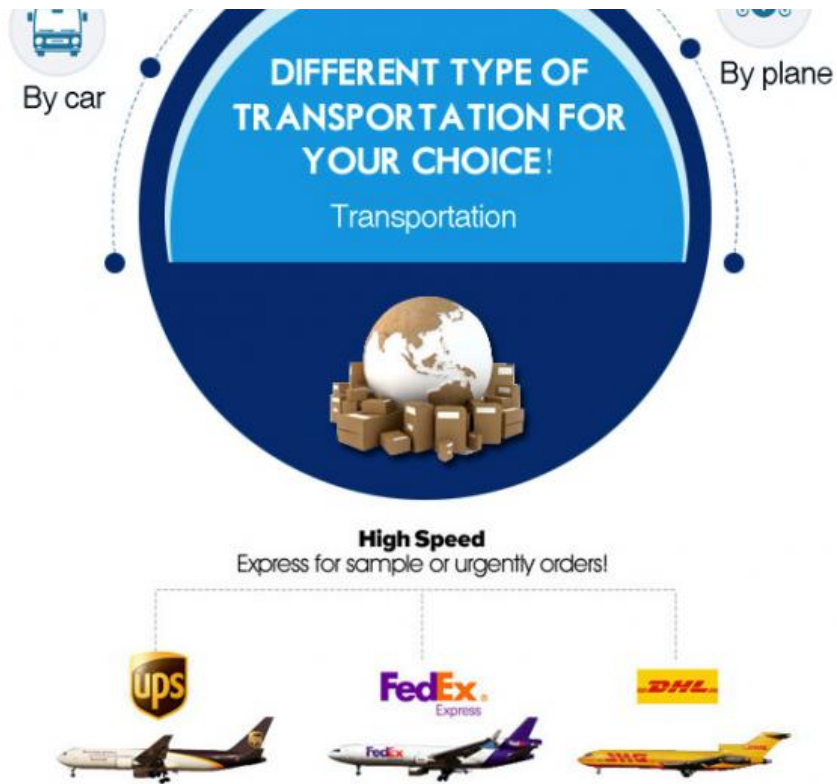 By car
By plane
DIFFERENT TYPE OF
TRANSPORTATION FOR
YOUR CHOICE!
Transportation
High Speed
Express for sample or urgently orders!
ups
FedEx®
Express
DHL
FedEx